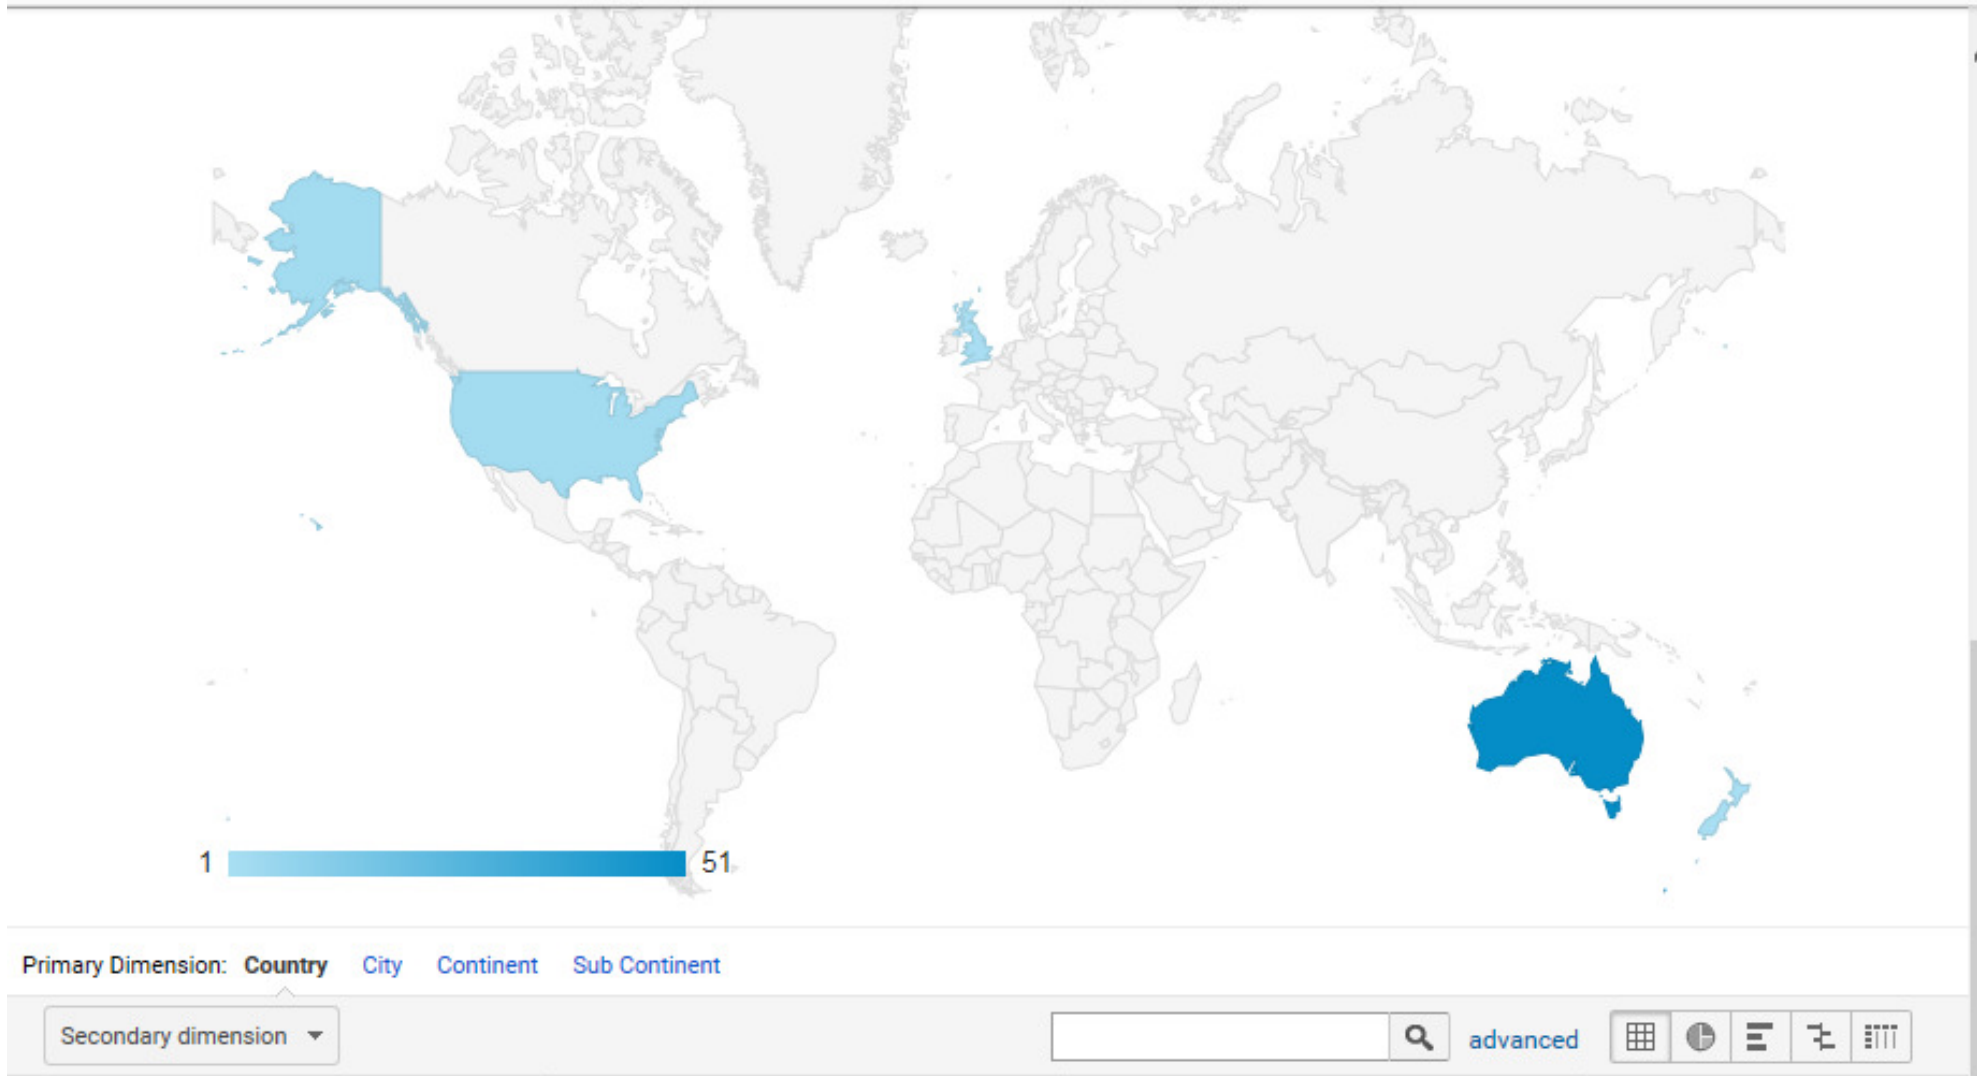 1 51
Primary Dimension: Country City Continent Sub Continent
Secondary dimension advanced